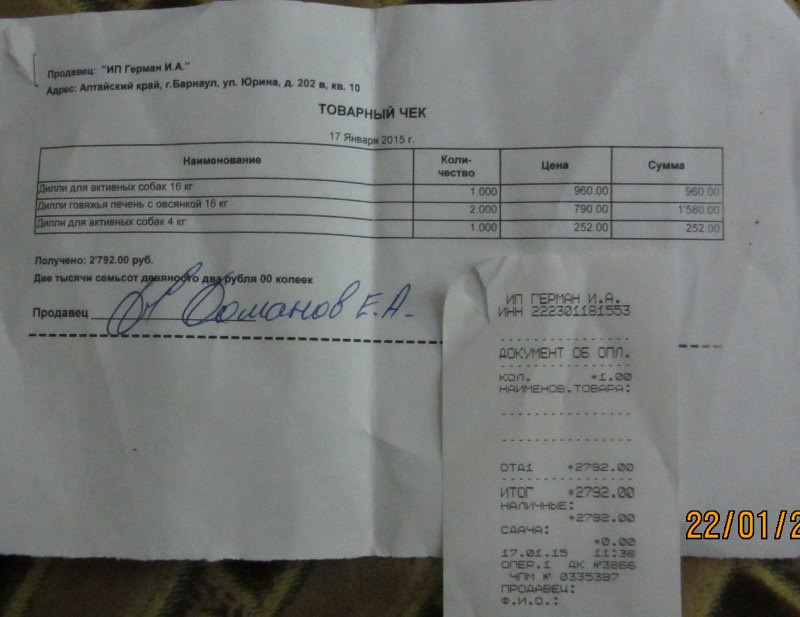 Продавец: "ИП Герман И.А."
Адрес: Алтайский край, г.Барнаул, ул. Юрина, д. 202 в, кв. 10
ТОВАРНЫЙ ЧЕК
17 Января 2015 г.
Наименование Коли-чество Цена Сумма
Дилли для активных собак 16 кг 1.000 960.00 960.00
Дилли говяжья печень с овсянкой 16 кг 2.000 790.00 1'580.00
Дилли для активных собак 4 кг 1.000 252.00 252.00
Получено: 2'792.00 руб.
Две тысячи семьсот девяносто два рубля 00 копеек
Продавец Романов Е.А.
ИП ГЕРМАН И.А.
ИНН 222301181553
ДОКУМЕНТ ОБ ОПЛ.
КОЛ. *1.00
НАИМЕНОВ.ТОВАРА:
ОТД1 *2792.00
ИТОГ *2792.00
НАЛИЧНЫЕ:
*2792.00
СДАЧА:
*0.00
17.01.15 11:36
ОПЕР.1 ДК №3666
ЧПМ № 0335397
ПРОДАВЕЦ:
Ф.И.О.:
22/01/2